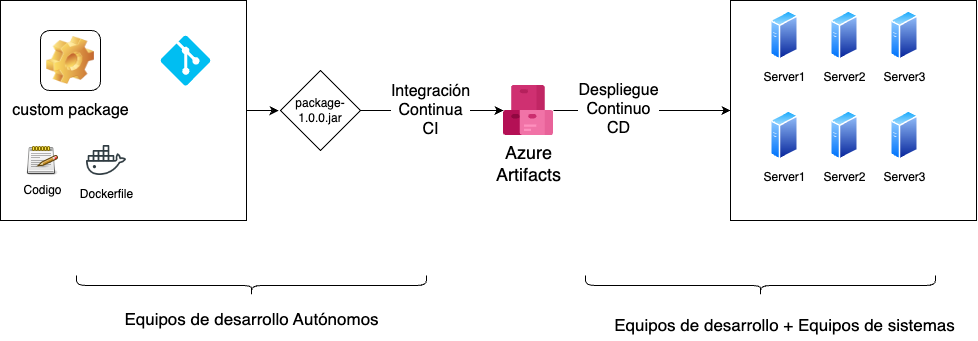 custom package
Codigo
Dockerfile
package-
1.0.0.jar
Integración
Continua
CI
Azure
Artifacts
Despliegue
Continuo
CD
Server1
Server2
Server3
Server1
Server2
Server3
Equipos de desarrollo Autónomos
Equipos de desarrollo + Equipos de sistemas